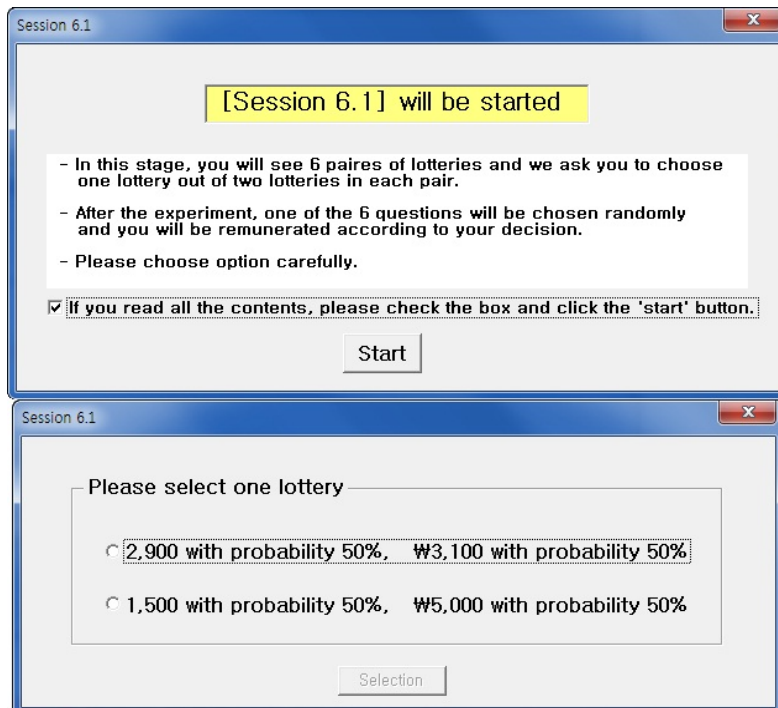 Session 6.1
[Session 6.1] will be started
- In this stage, you will see 6 paires of lotteries and we ask you to choose
one lottery out of two lotteries in each pair.
- After the experiment, one of the 6 questions will be chosen randomly
and you will be remunerated according to your decision.
- Please choose option carefully.
If you read all the contents, please check the box and click the 'start' button.
Start
Session 6.1
Please select one lottery
2,900 with probability 50%, ₩3,100 with probability 50%
1,500 with probability 50%, ₩5,000 with probability 50%
Selection